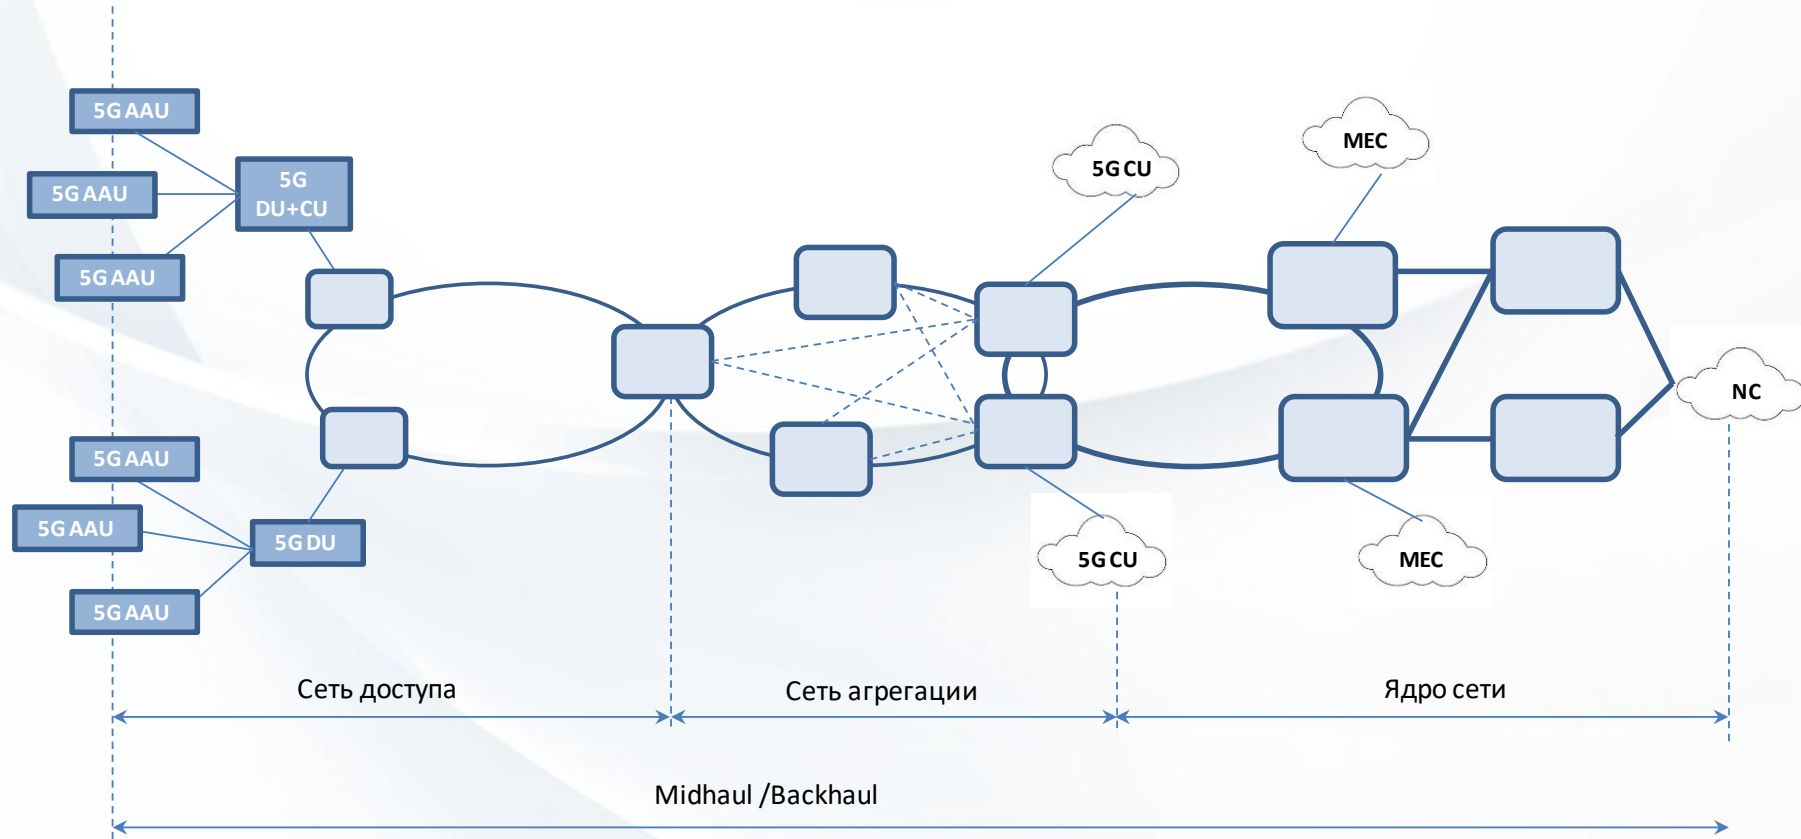 5G AAU
5G AAU
5G AAU
5G
DU+CU
5G CU
MEC
NC
5G AAU
5G AAU
5G AAU
5G DU
5G CU
MEC
Сеть доступа
Сеть агрегации
Ядро сети
Midhaul /Backhaul